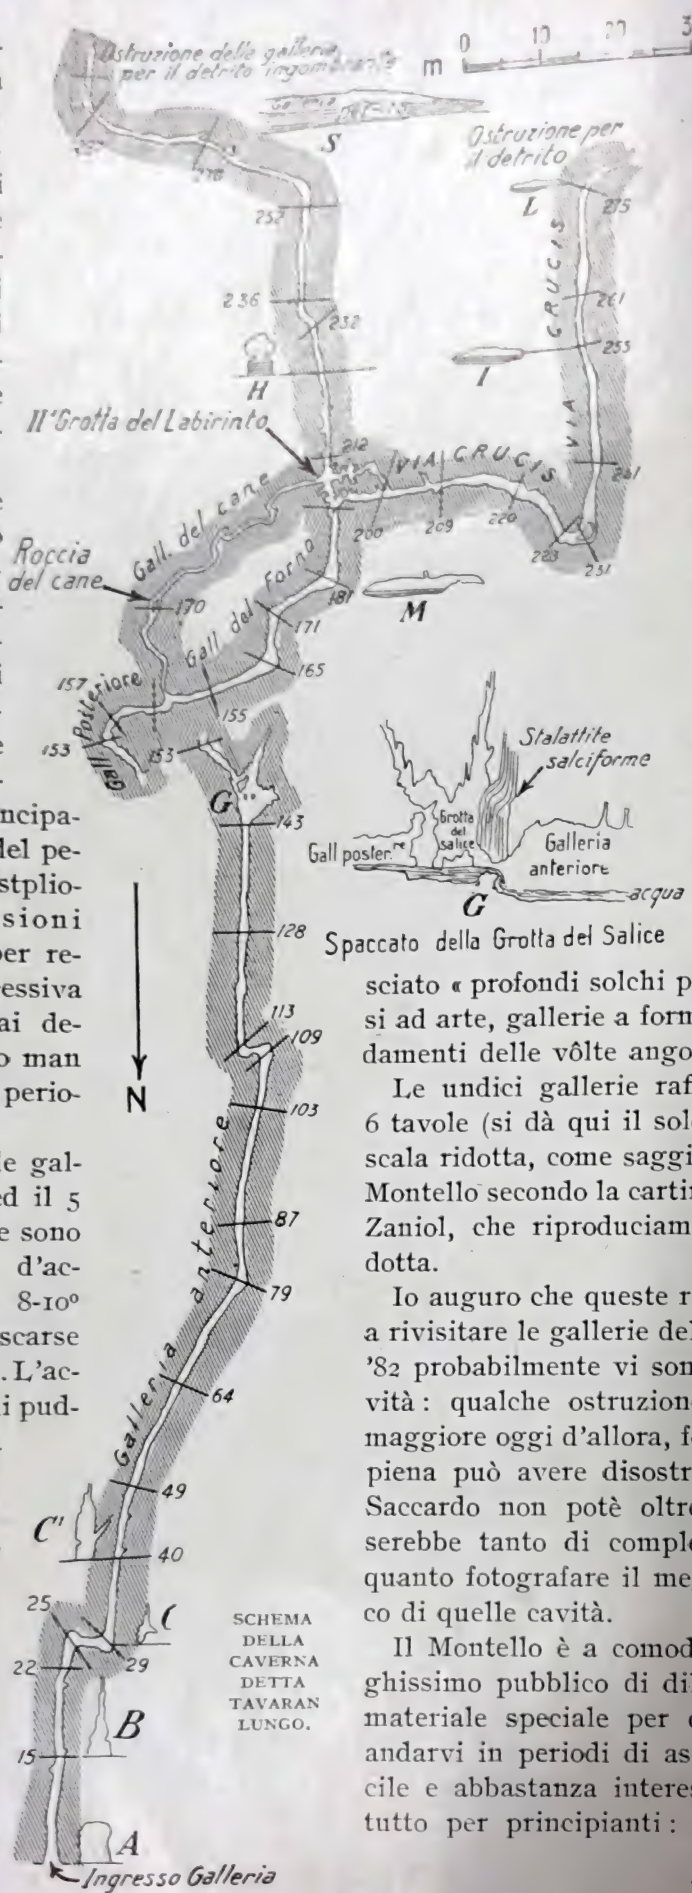 Ostruzione della galleria
per il detrito ingombrante
m 0 10 20 3
S
Ostruzione per
il detrito
L
275
270
252
VIA CRUCIS
236
232
261
255
H
I
IIª Grotta del Labirinto
212
VIA CRUCIS
241
200
209
220
223
231
Gall. del cane
Roccia
del cane
170
Gall. del Forno
181
M
171
165
157
Gall. Posteriore
155
153
153
G
143
Stalattite
salciforme
Grotta
del
salice
Gall poster.re
Galleria
anteriore
acqua
G
Spaccato della Grotta del Salice
128
113
109
N
103
Galleria anteriore
87
79
64
49
C'
40
25
C
22
29
SCHEMA
DELLA
CAVERNA
DETTA
TAVARAN
LUNGO.
B
15
A
Ingresso Galleria
ncipa-
del pe-
stplio-
sioni
per re-
essiva
ai de-
o man
perio-
le gal-
ed il 5
e sono
d'ac-
8-10°
scarse
. L'ac-
i pud-
sciato « profondi solchi p
si ad arte, gallerie a form
damenti delle vôlte ango
Le undici gallerie raf
6 tavole (si dà qui il sol
scala ridotta, come saggi
Montello secondo la cartin
Zaniol, che riproduciam
dotta.
Io auguro che queste r
a rivisitare le gallerie del
'82 probabilmente vi son
vità : qualche ostruzion
maggiore oggi d'allora, f
piena può avere disostr
Saccardo non potè oltre
serebbe tanto di comple
quanto fotografare il me
co di quelle cavità.
Il Montello è a comod
ghissimo pubblico di di
materiale speciale per
andarvi in periodi di as
cile e abbastanza intere
tutto per principianti :